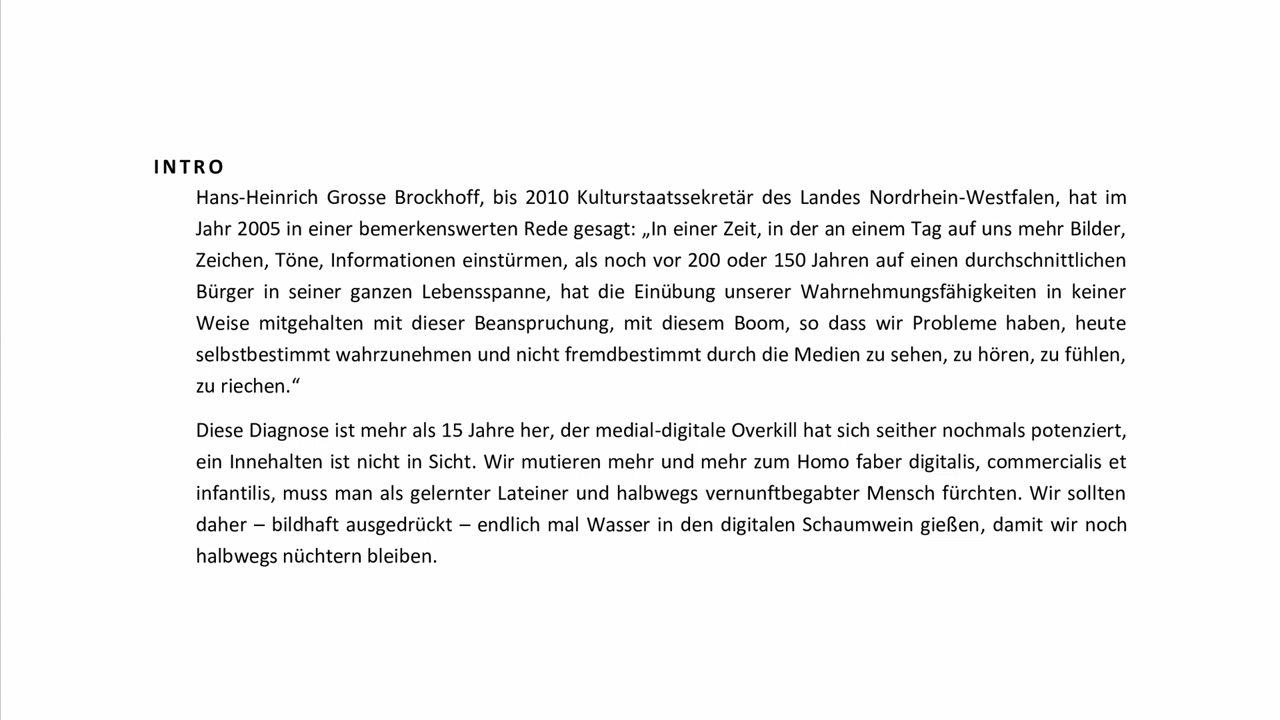 INTRO
Hans-Heinrich Grosse Brockhoff, bis 2010 Kulturstaatssekretär des Landes Nordrhein-Westfalen, hat im
Jahr 2005 in einer bemerkenswerten Rede gesagt: „In einer Zeit, in der an einem Tag auf uns mehr Bilder,
Zeichen, Töne, Informationen einstürmen, als noch vor 200 oder 150 Jahren auf einen durchschnittlichen
Bürger in seiner ganzen Lebensspanne, hat die Einübung unserer Wahrnehmungsfähigkeiten in keiner
Weise mitgehalten mit dieser Beanspruchung, mit diesem Boom, so dass wir Probleme haben, heute
selbstbestimmt wahrzunehmen und nicht fremdbestimmt durch die Medien zu sehen, zu hören, zu fühlen,
zu riechen.“
Diese Diagnose ist mehr als 15 Jahre her, der medial-digitale Overkill hat sich seither nochmals potenziert,
ein Innehalten ist nicht in Sicht. Wir mutieren mehr und mehr zum Homo faber digitalis, commercialis et
infantilis, muss man als gelernter Lateiner und halbwegs vernunftbegabter Mensch fürchten. Wir sollten
daher – bildhaft ausgedrückt – endlich mal Wasser in den digitalen Schaumwein gießen, damit wir noch
halbwegs nüchtern bleiben.